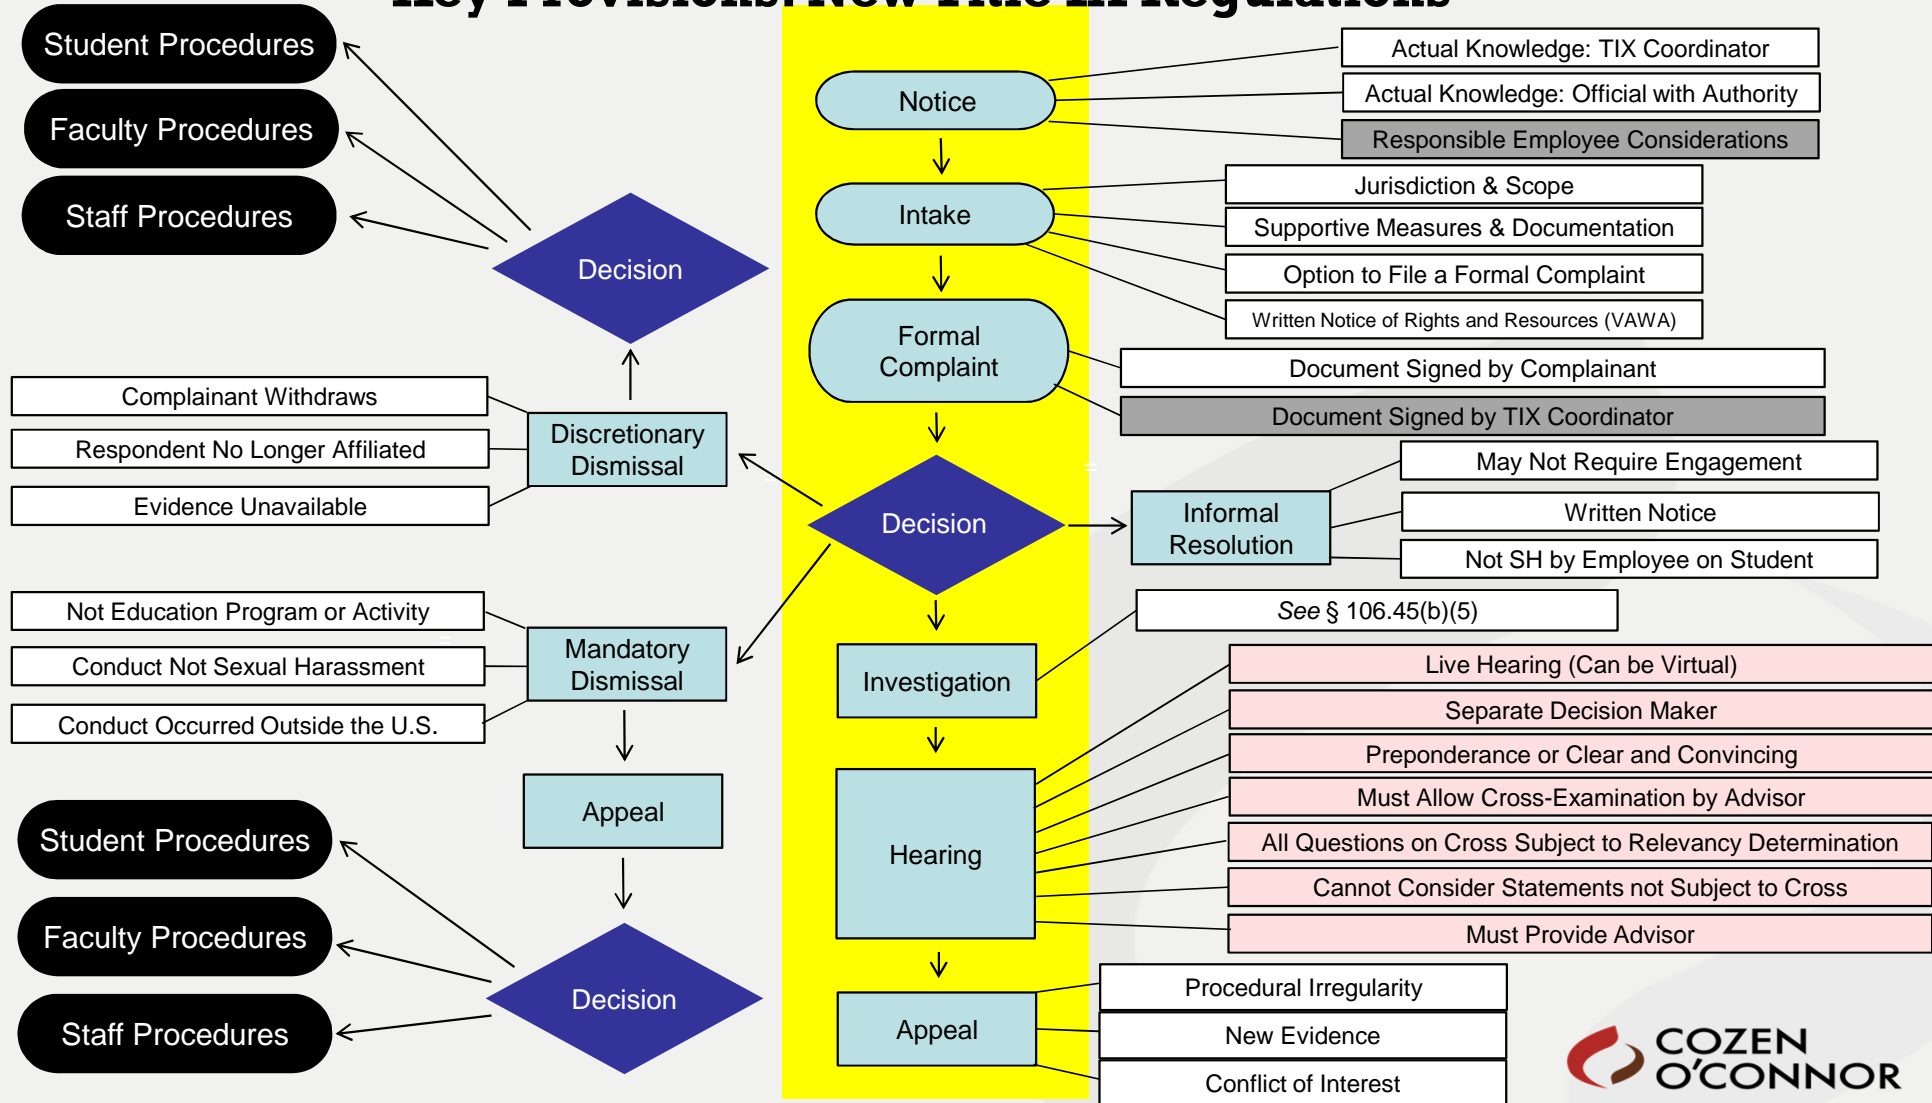 Key Provisions: New Title IX Regulations
Student Procedures
Faculty Procedures
Staff Procedures
Decision
Complainant Withdraws
Respondent No Longer Affiliated
Evidence Unavailable
Discretionary
Dismissal
Not Education Program or Activity
Conduct Not Sexual Harassment
Conduct Occurred Outside the U.S.
Mandatory
Dismissal
Appeal
Student Procedures
Faculty Procedures
Staff Procedures
Decision
Notice
Actual Knowledge: TIX Coordinator
Actual Knowledge: Official with Authority
Responsible Employee Considerations
Intake
Jurisdiction & Scope
Supportive Measures & Documentation
Option to File a Formal Complaint
Written Notice of Rights and Resources (VAWA)
Formal
Complaint
Document Signed by Complainant
Document Signed by TIX Coordinator
Decision
=
=
=
Informal
Resolution
May Not Require Engagement
Written Notice
Not SH by Employee on Student
Investigation
See § 106.45(b)(5)
Hearing
Live Hearing (Can be Virtual)
Separate Decision Maker
Preponderance or Clear and Convincing
Must Allow Cross-Examination by Advisor
All Questions on Cross Subject to Relevancy Determination
Cannot Consider Statements not Subject to Cross
Must Provide Advisor
Appeal
Procedural Irregularity
New Evidence
Conflict of Interest
COZEN
O'CONNOR